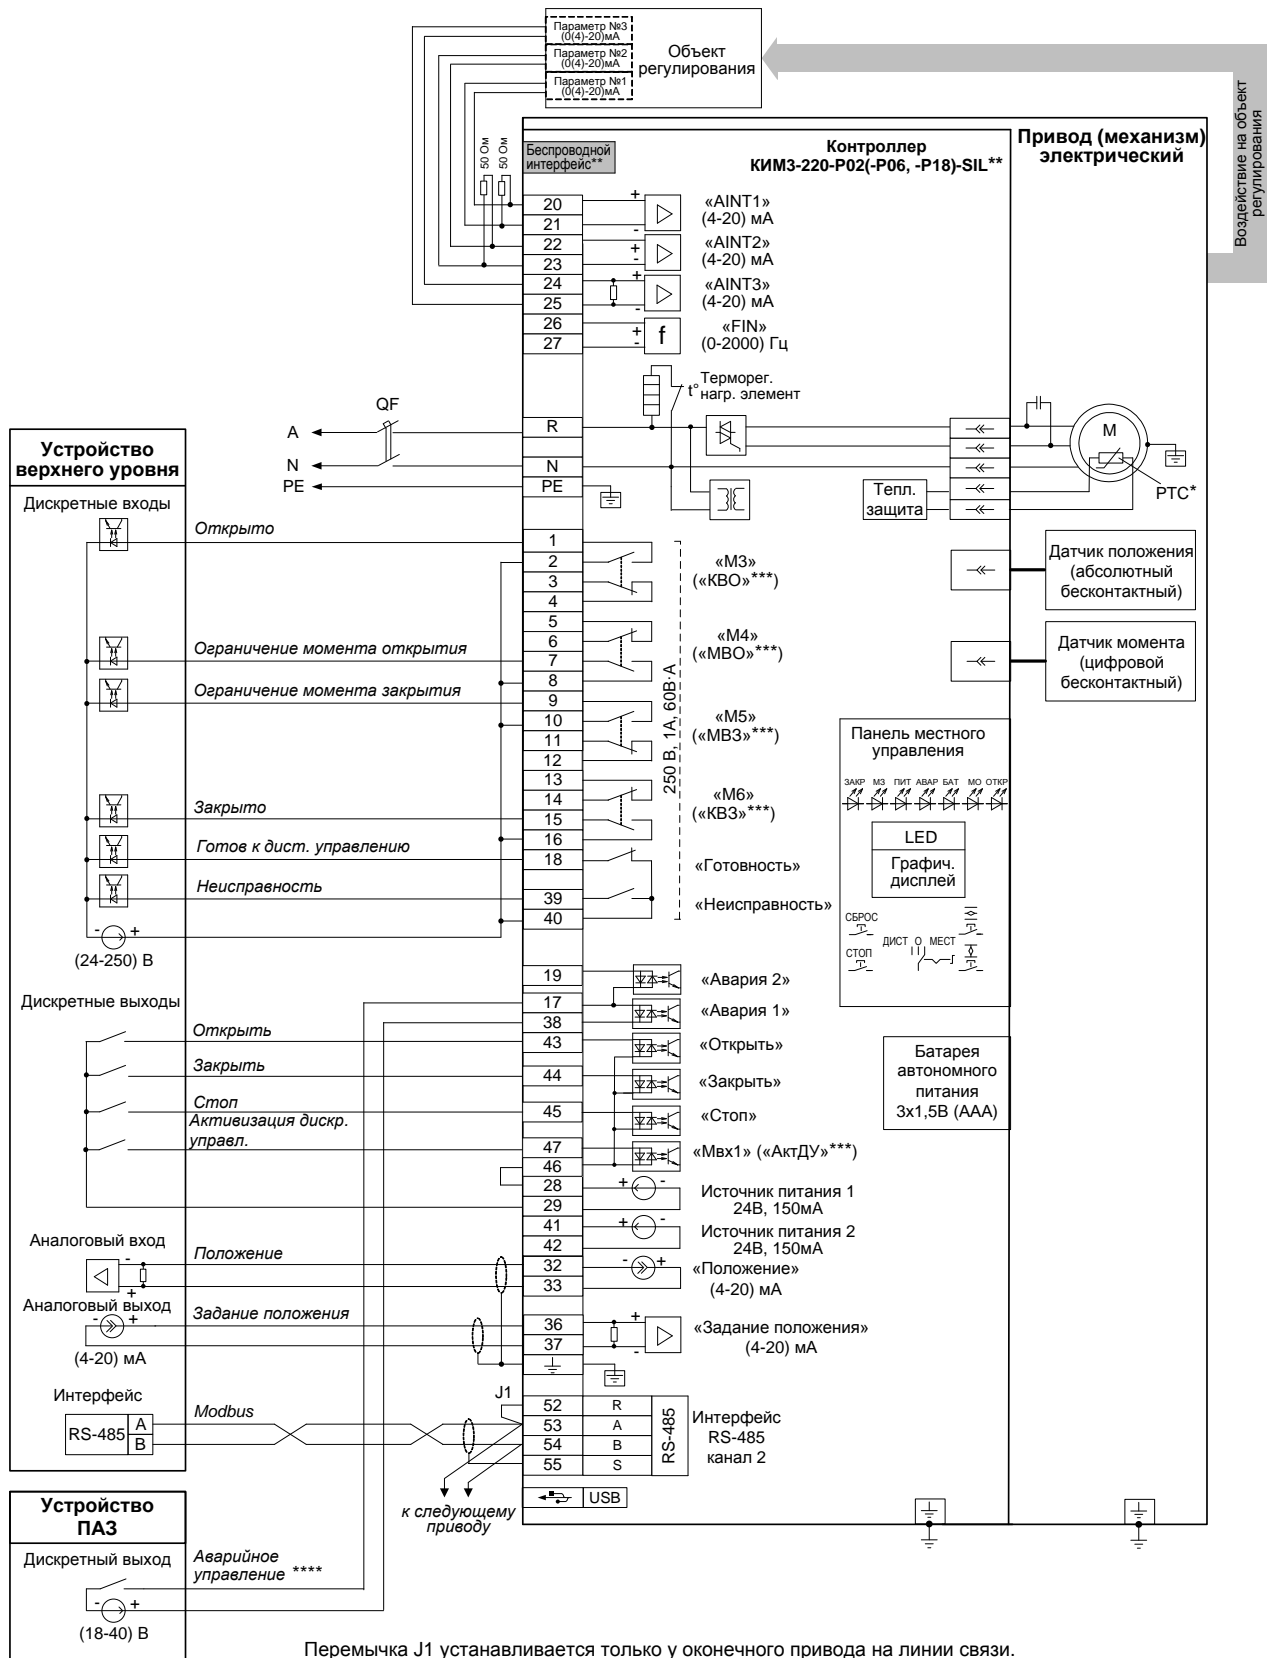 Параметр №3
(0(4)-20)мА
Параметр №2
(0(4)-20)мА
Параметр №1
(0(4)-20)мА
Объект
регулирования
Воздействие на объект
регулирования
50 Ом
50 Ом
Беспроводной
интерфейс**
Контроллер
КИМ3-220-Р02(-Р06, -Р18)-SIL**
Привод (механизм)
электрический
20
21
22
23
24
25
26
27
+
-
«AINT1»
(4-20) мА
+
-
«AINT2»
(4-20) мА
+
-
«AINT3»
(4-20) мА
+
-
f
«FIN»
(0-2000) Гц
t°
Терморег.
нагр. элемент
QF
A
N
PE
R
N
PE
Тепл.
защита
M
PTC*
Устройство
верхнего уровня
Дискретные входы
Открыто
Ограничение момента открытия
Ограничение момента закрытия
Закрыто
Готов к дист. управлению
Неисправность
- +
(24-250) В
1
2
3
4
5
6
7
8
9
10
11
12
13
14
15
16
18
39
40
«М3»
(«КВО»***)
«М4»
(«МВО»***)
«М5»
(«МВЗ»***)
«М6»
(«КВЗ»***)
«Готовность»
«Неисправность»
250 В, 1А, 60В·А
Датчик положения
(абсолютный
бесконтактный)
Датчик момента
(цифровой
бесконтактный)
Панель местного
управления
ЗАКР МЗ ПИТ АВАР БАТ МО ОТКР
LED
Графич.
дисплей
СБРОС
СТОП
ДИСТ О МЕСТ
Батарея
автономного
питания
3х1,5В (ААА)
Дискретные выходы
Открыть
Закрыть
Стоп
Активизация дискр.
управл.
19
17
38
43
44
45
47
46
28
29
41
42
32
33
36
37
«Авария 2»
«Авария 1»
«Открыть»
«Закрыть»
«Стоп»
«Мвх1» («АктДУ»***)
+ -
Источник питания 1
24В, 150мА
+ -
Источник питания 2
24В, 150мА
- +
«Положение»
(4-20) мА
+
-
«Задание положения»
(4-20) мА
Аналоговый вход
-
+
Положение
Аналоговый выход
- +
Задание положения
(4-20) мА
Интерфейс
RS-485
A
B
Modbus
J1
52
53
54
55
R
A
B
S
RS-485
Интерфейс
RS-485
канал 2
USB
к следующему
приводу
Устройство
ПАЗ
Дискретный выход
Аварийное
управление ****
- +
(18-40) В
Перемычка J1 устанавливается только у оконечного привода на линии связи.